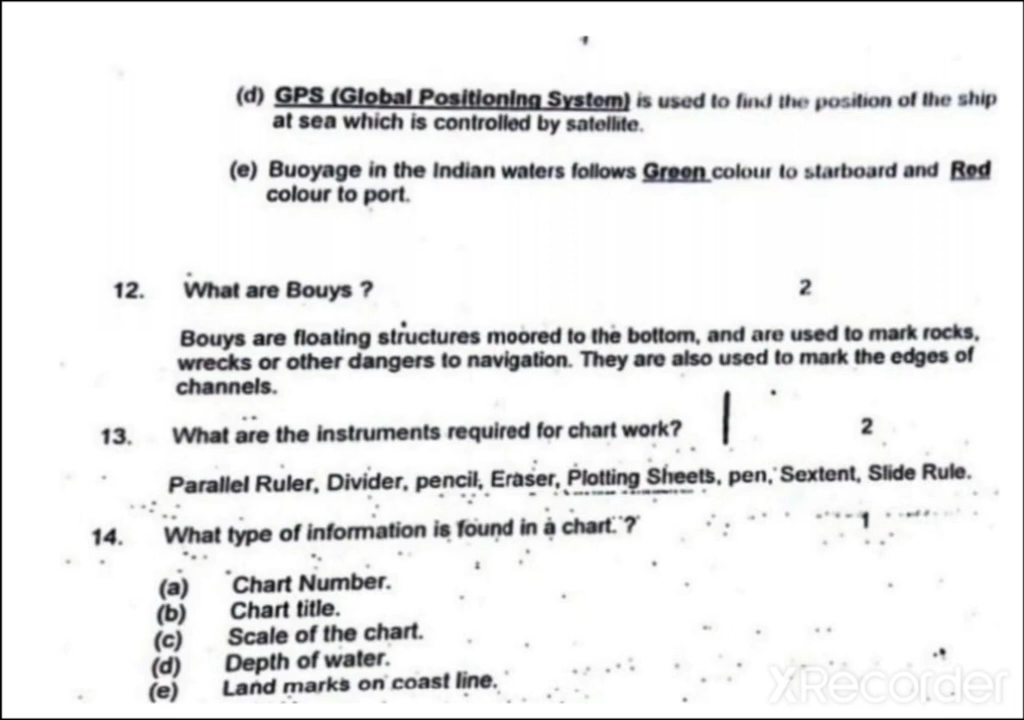 (d) GPS (Global Positioning System) is used to find the position of the ship
at sea which is controlled by satellite.
(e) Buoyage in the Indian waters follows Green colour to starboard and Red
colour to port.
12. What are Bouys ? 2
Bouys are floating structures moored to the bottom, and are used to mark rocks,
wrecks or other dangers to navigation. They are also used to mark the edges of
channels.
13. What are the instruments required for chart work? 2
Parallel Ruler, Divider, pencil, Eraser, Plotting Sheets, pen, Sextent, Slide Rule.
14. What type of information is found in a chart. ? 1
(a) Chart Number.
(b) Chart title.
(c) Scale of the chart.
(d) Depth of water.
(e) Land marks on coast line.
XRecorder